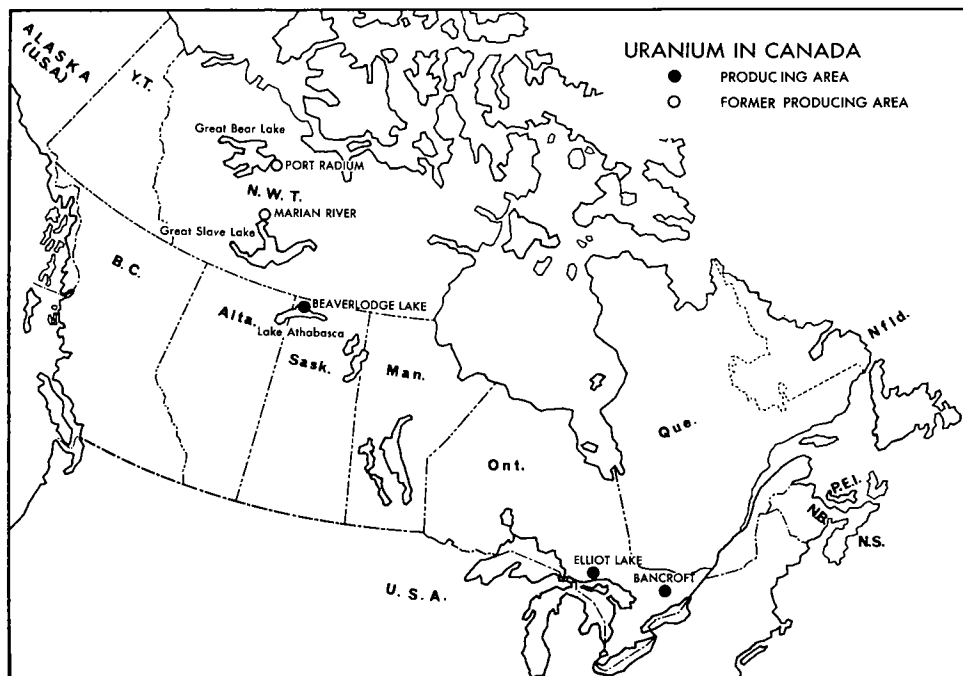 ALASKA
(U.S.A)
Y.T.
URANIUM IN CANADA
PRODUCING AREA
FORMER PRODUCING AREA
Great Bear Lake
PORT RADIUM
N. W. T.
MARIAN RIVER
Great Slave Lake
B. C.
BEAVERLODGE LAKE
Alta.
Lake Athabasca
Sask.
Man.
Nfld.
Que.
Ont.
P.E.I.
N.B.
N.S.
ELLIOT LAKE
BANCROFT
U. S. A.